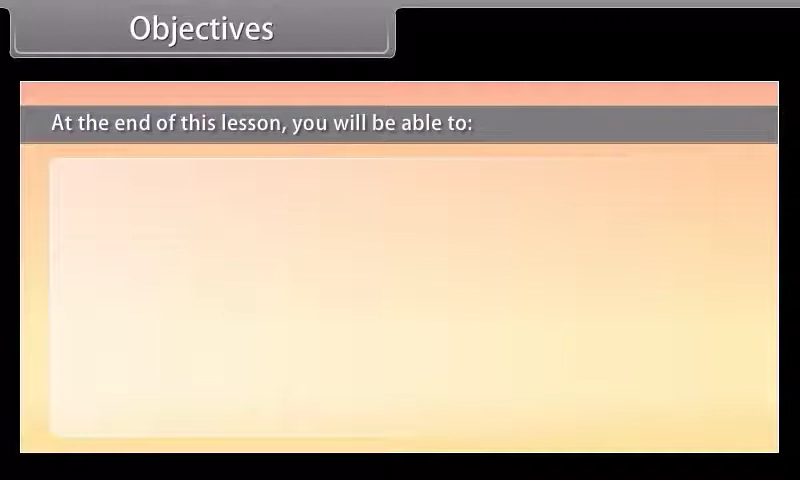 Objectives
At the end of this lesson, you will be able to: